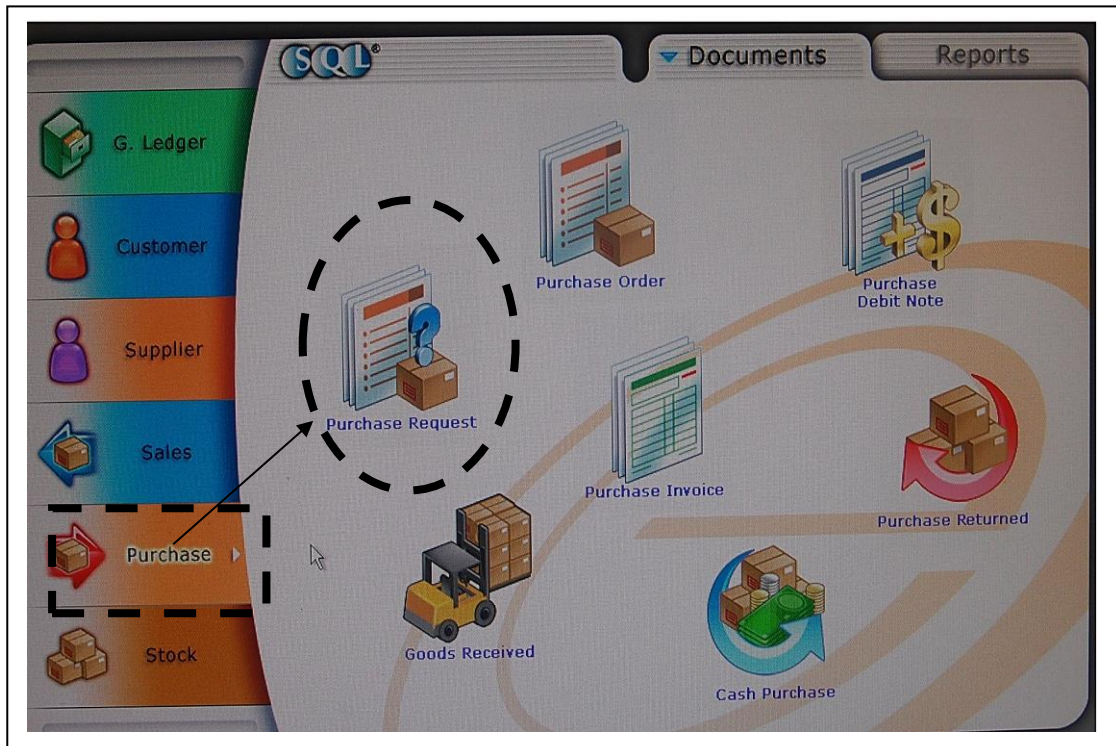 SQL®
Documents
Reports
G. Ledger
Customer
Supplier
Sales
Purchase
Stock
Purchase Order
Purchase
Debit Note
Purchase Request
Purchase Invoice
Purchase Returned
Goods Received
Cash Purchase